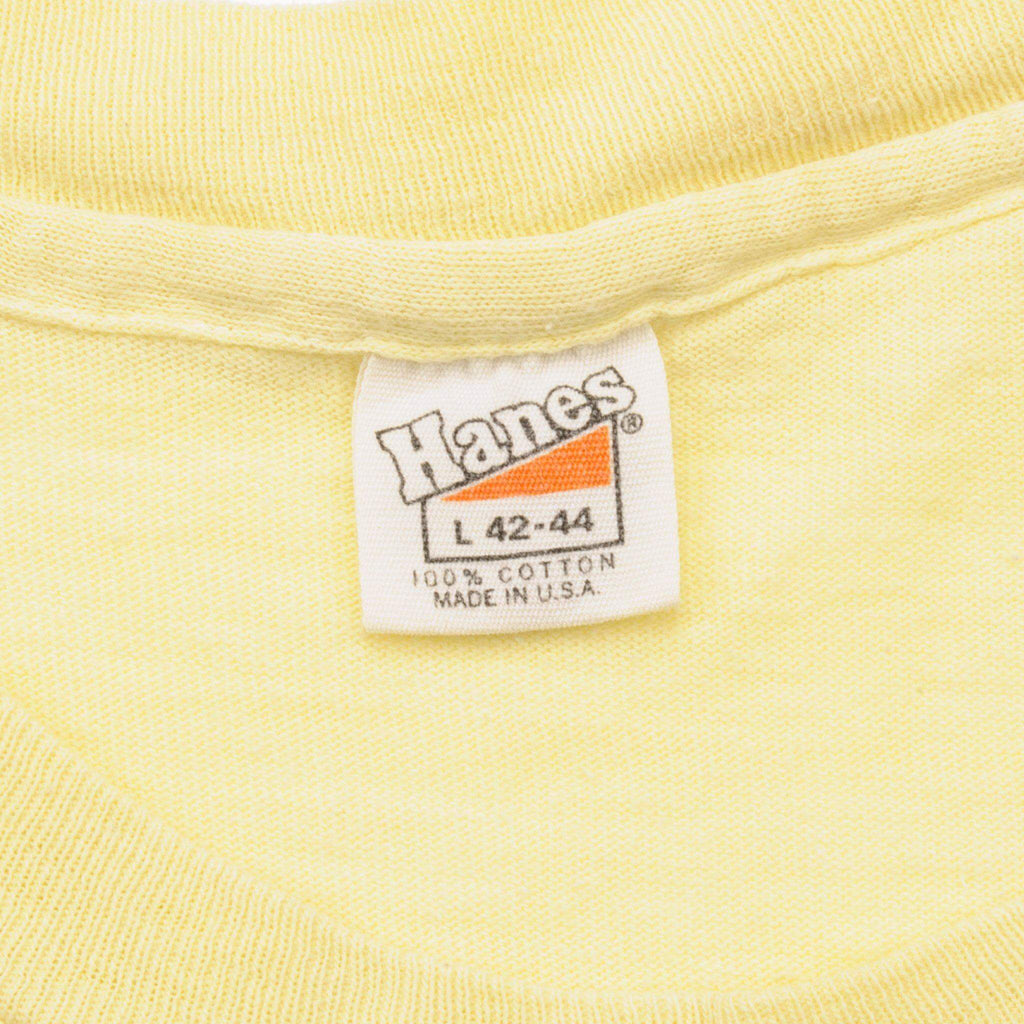 Hanes®
L 42-44
100% COTTON
MADE IN U.S.A.